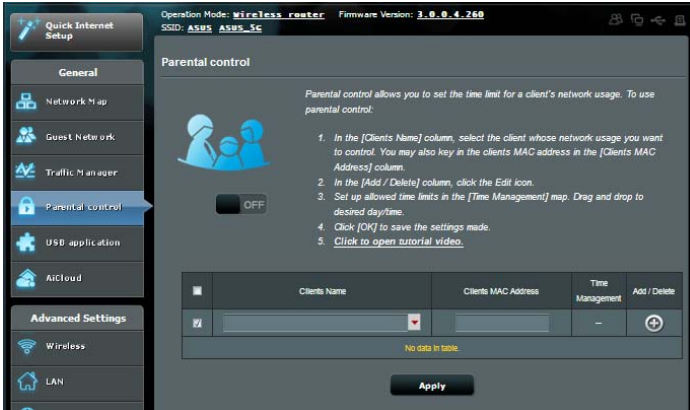 Quick Internet
Setup
General
Network Map
Guest Network
Traffic Manager
Parental control
USB application
AiCloud
Advanced Settings
Wireless
LAN
Operation Mode: Wireless router Firmware Version: 3.0.0.4.260
SSID: ASUS ASUS_5G
Parental control
Parental control allows you to set the time limit for a client's network usage. To use
parental control:
1. In the [Clients Name] column, select the client whose network usage you want
to control. You may also key in the clients MAC address in the [Clients MAC
Address] column.
2. In the [Add / Delete] column, click the Edit icon.
3. Set up allowed time limits in the [Time Management] map. Drag and drop to
desired day/time.
4. Click [OK] to save the settings made.
5. Click to open tutorial video.
OFF
Clients Name Clients MAC Address Time Management Add / Delete
–
No data in table.
Apply